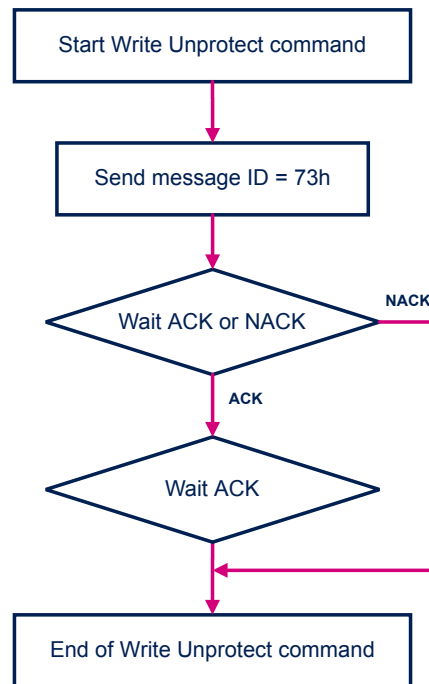 Start Write Unprotect command
Send message ID = 73h
Wait ACK or NACK
NACK
ACK
Wait ACK
End of Write Unprotect command